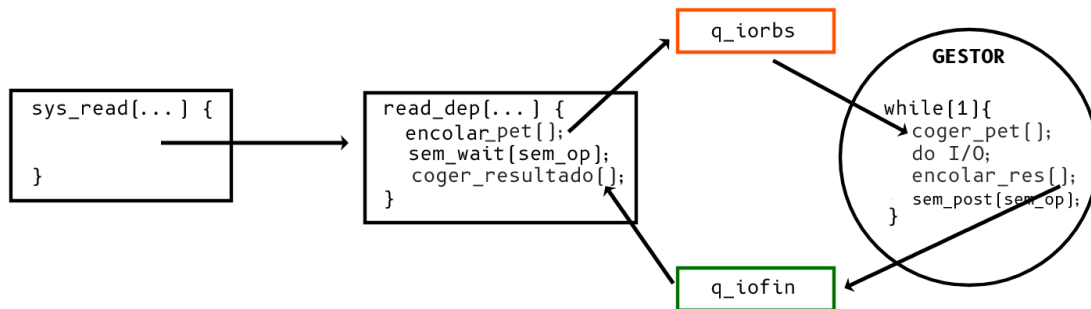 sys_read[...] {
}
read_dep[...] {
encolar_pet[];
sem_wait[sem_op];
coger_resultado[];
}
q_iorbs
GESTOR
while[1]{
coger_pet[];
do I/O;
encolar_res[];
sem_post[sem_op];
}
q_iofin